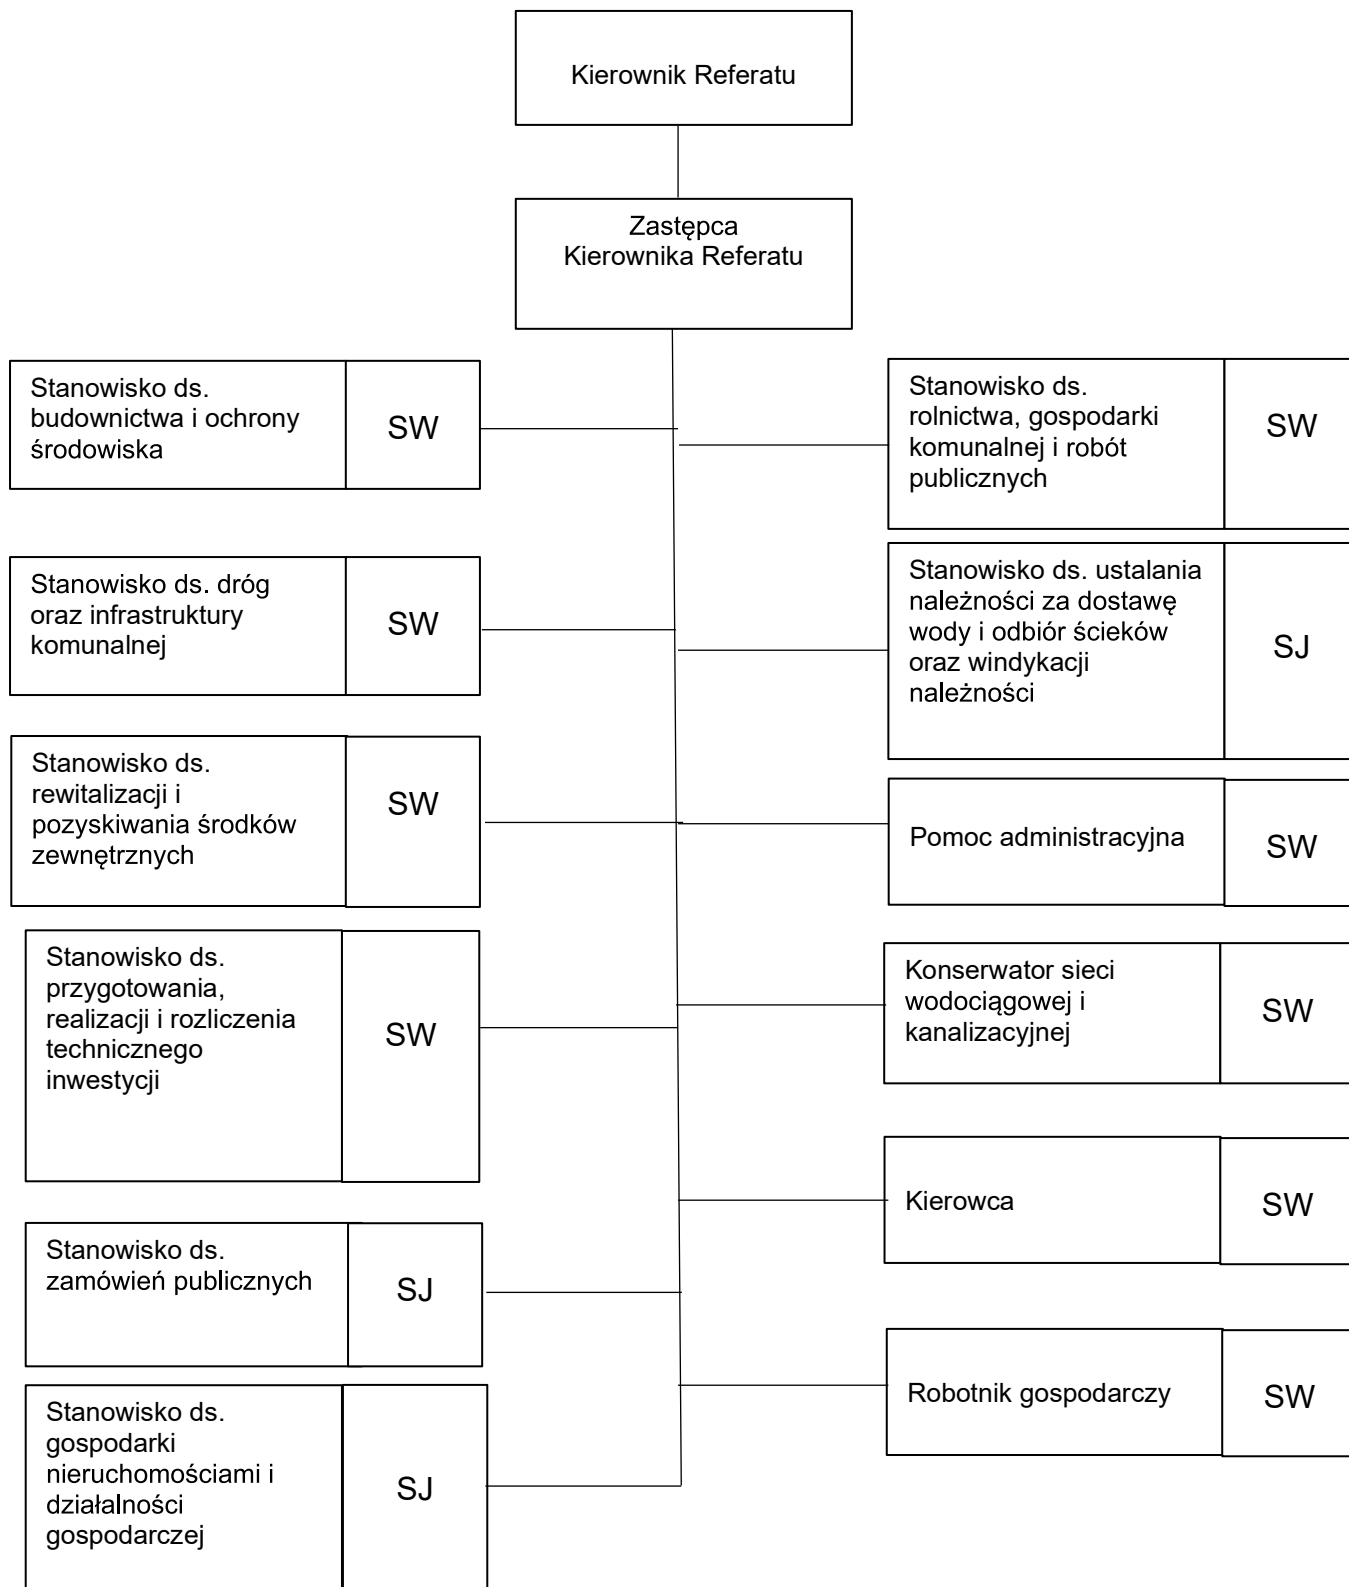 Kierownik Referatu
Zastępca
Kierownika Referatu
Stanowisko ds.
budownictwa i ochrony
środowiska
SW
Stanowisko ds. dróg
oraz infrastruktury
komunalnej
SW
Stanowisko ds.
rewitalizacji i
pozyskiwania środków
zewnętrznych
SW
Stanowisko ds.
przygotowania,
realizacji i rozliczenia
technicznego
inwestycji
SW
Stanowisko ds.
zamówień publicznych
SJ
Stanowisko ds.
gospodarki
nieruchomościami i
działalności
gospodarczej
SJ
Stanowisko ds.
rolnictwa, gospodarki
komunalnej i robót
publicznych
SW
Stanowisko ds. ustalania
należności za dostawę
wody i odbiór ścieków
oraz windykacji
należności
SJ
Pomoc administracyjna
SW
Konserwator sieci
wodociągowej i
kanalizacyjnej
SW
Kierowca
SW
Robotnik gospodarczy
SW